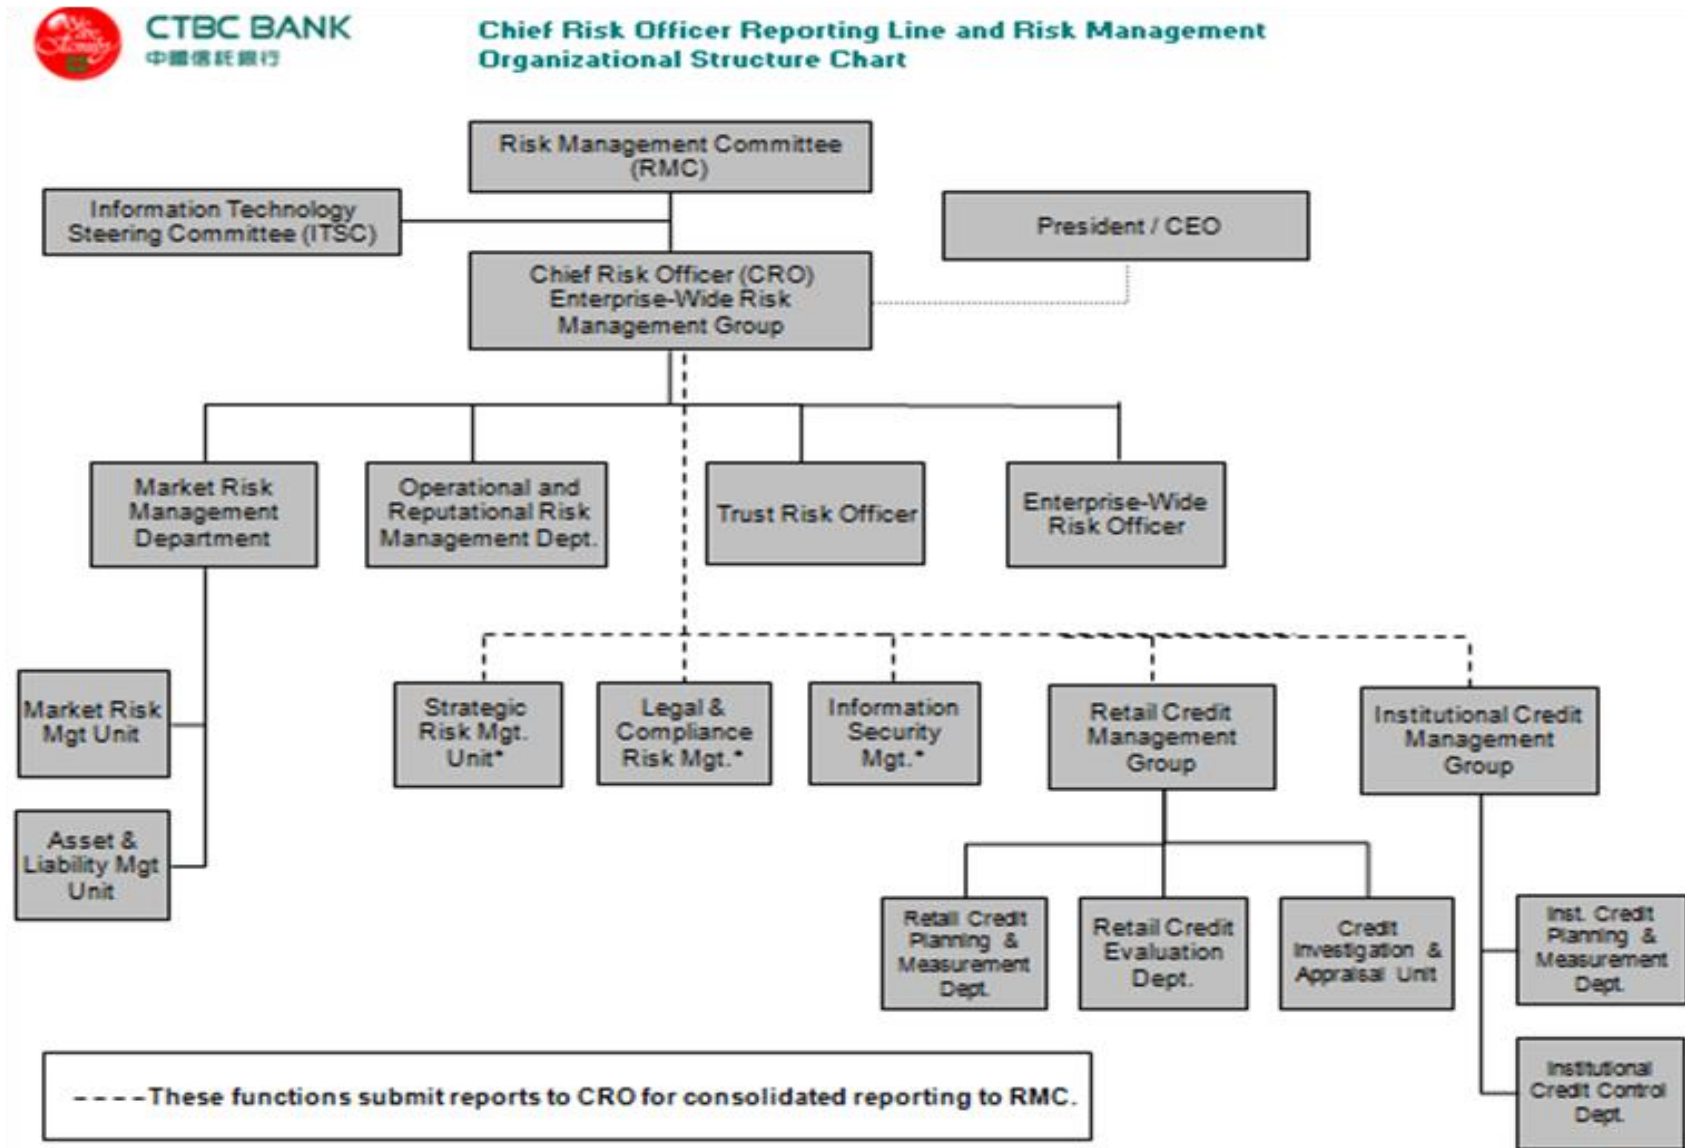 We
Are
Family
CTBC BANK
中國信託銀行
Chief Risk Officer Reporting Line and Risk Management
Organizational Structure Chart
Risk Management Committee
(RMC)
Information Technology
Steering Committee (ITSC)
President / CEO
Chief Risk Officer (CRO)
Enterprise-Wide Risk
Management Group
Market Risk
Management
Department
Operational and
Reputational Risk
Management Dept.
Trust Risk Officer
Enterprise-Wide
Risk Officer
Market Risk
Mgt Unit
Asset &
Liability Mgt
Unit
Strategic
Risk Mgt.
Unit*
Legal &
Compliance
Risk Mgt.*
Information
Security
Mgt.*
Retail Credit
Management
Group
Institutional Credit
Management
Group
Retail Credit
Planning &
Measurement
Dept.
Retail Credit
Evaluation
Dept.
Credit
Investigation &
Appraisal Unit
Inst. Credit
Planning &
Measurement
Dept.
Institutional
Credit Control
Dept.
----These functions submit reports to CRO for consolidated reporting to RMC.